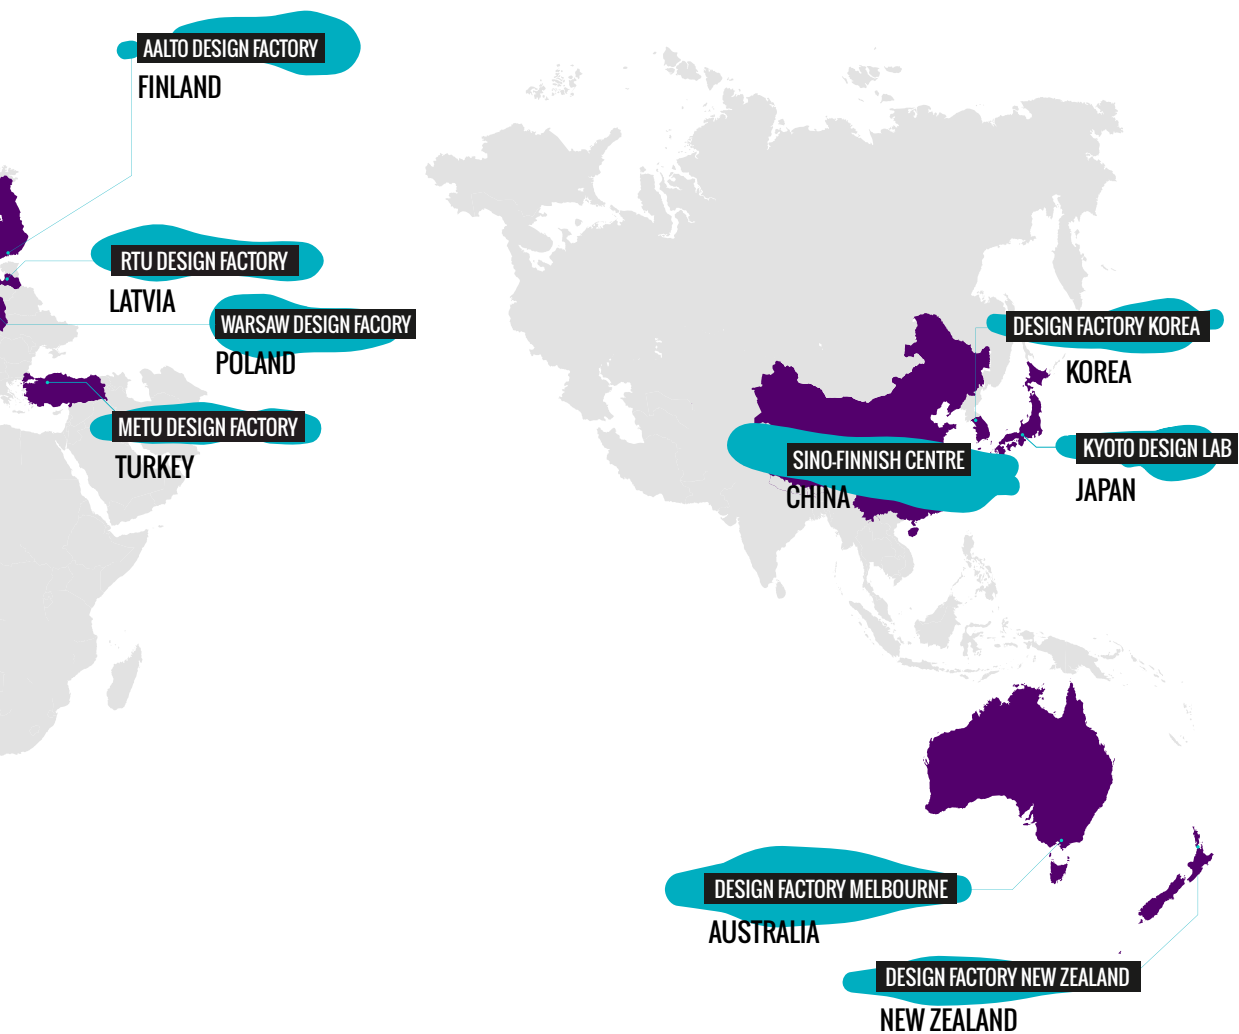 AALTO DESIGN FACTORY
FINLAND
RTU DESIGN FACTORY
LATVIA
WARSAW DESIGN FACORY
POLAND
METU DESIGN FACTORY
TURKEY
DESIGN FACTORY KOREA
KOREA
KYOTO DESIGN LAB
JAPAN
SINO-FINNISH CENTRE
CHINA
DESIGN FACTORY MELBOURNE
AUSTRALIA
DESIGN FACTORY NEW ZEALAND
NEW ZEALAND